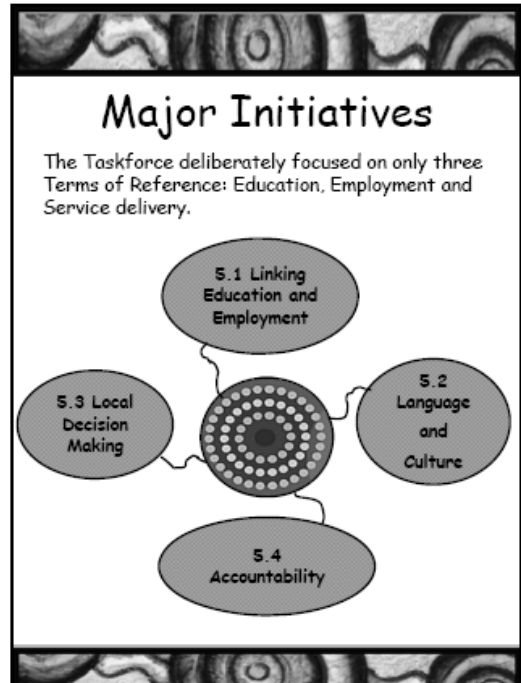 Major Initiatives
The Taskforce deliberately focused on only three
Terms of Reference: Education, Employment and
Service delivery.
5.1 Linking
Education and
Employment
5.2
Language
and
Culture
5.3 Local
Decision
Making
5.4
Accountability